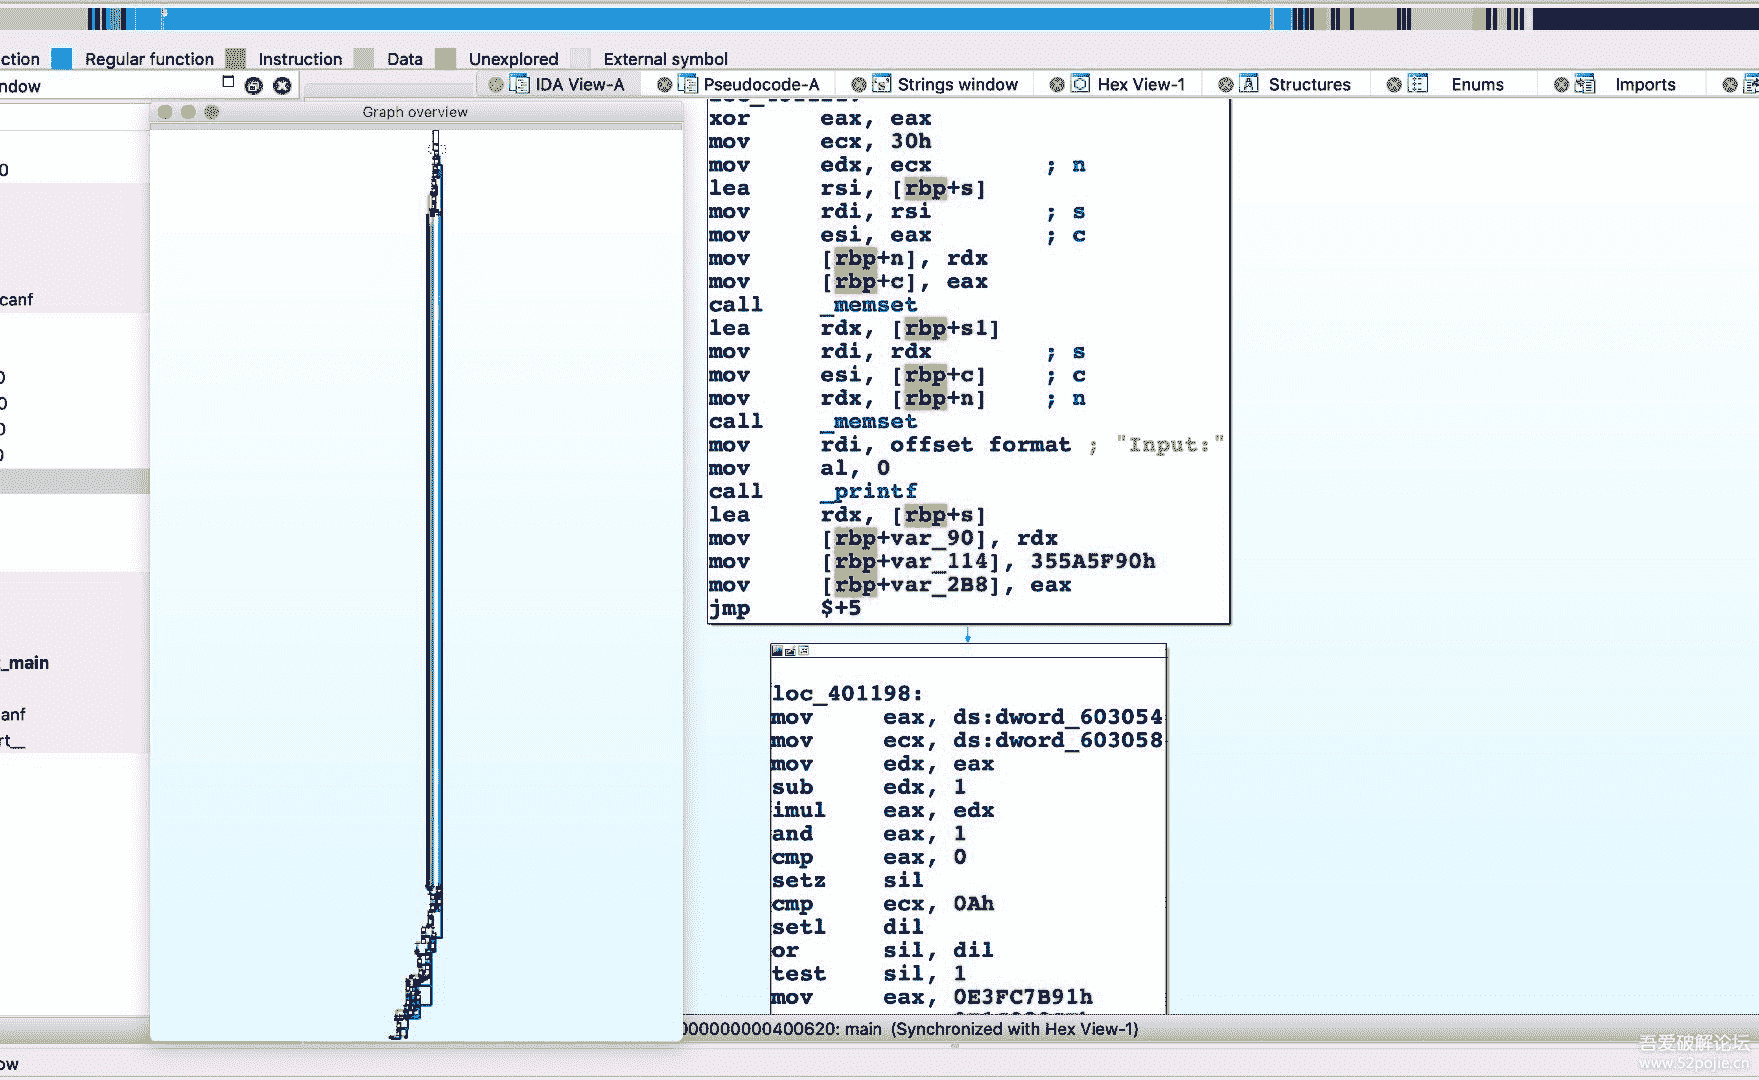 ction Regular function Instruction Data Unexplored External symbol
ndow
IDA View-A Pseudocode-A Strings window Hex View-1 Structures Enums Imports
Graph overview
0
canf
0
0
0
0
_main
anf
rt__
ow
xor eax, eax
mov ecx, 30h
mov edx, ecx ; n
lea rsi, [rbp+s]
mov rdi, rsi ; s
mov esi, eax ; c
mov [rbp+n], rdx
mov [rbp+c], eax
call _memset
lea rdx, [rbp+s1]
mov rdi, rdx ; s
mov esi, [rbp+c] ; c
mov rdx, [rbp+n] ; n
call _memset
mov rdi, offset format ; "Input:"
mov al, 0
call _printf
lea rdx, [rbp+s]
mov [rbp+var_90], rdx
mov [rbp+var_114], 355A5F90h
mov [rbp+var_2B8], eax
jmp $+5
loc_401198:
mov eax, ds:dword_603054
mov ecx, ds:dword_603058
mov edx, eax
sub edx, 1
imul eax, edx
and eax, 1
cmp eax, 0
setz sil
cmp ecx, 0Ah
setl dil
or sil, dil
test sil, 1
mov eax, 0E3FC7B91h
000000000400620: main (Synchronized with Hex View-1)
吾爱破解论坛
www.52pojie.cn